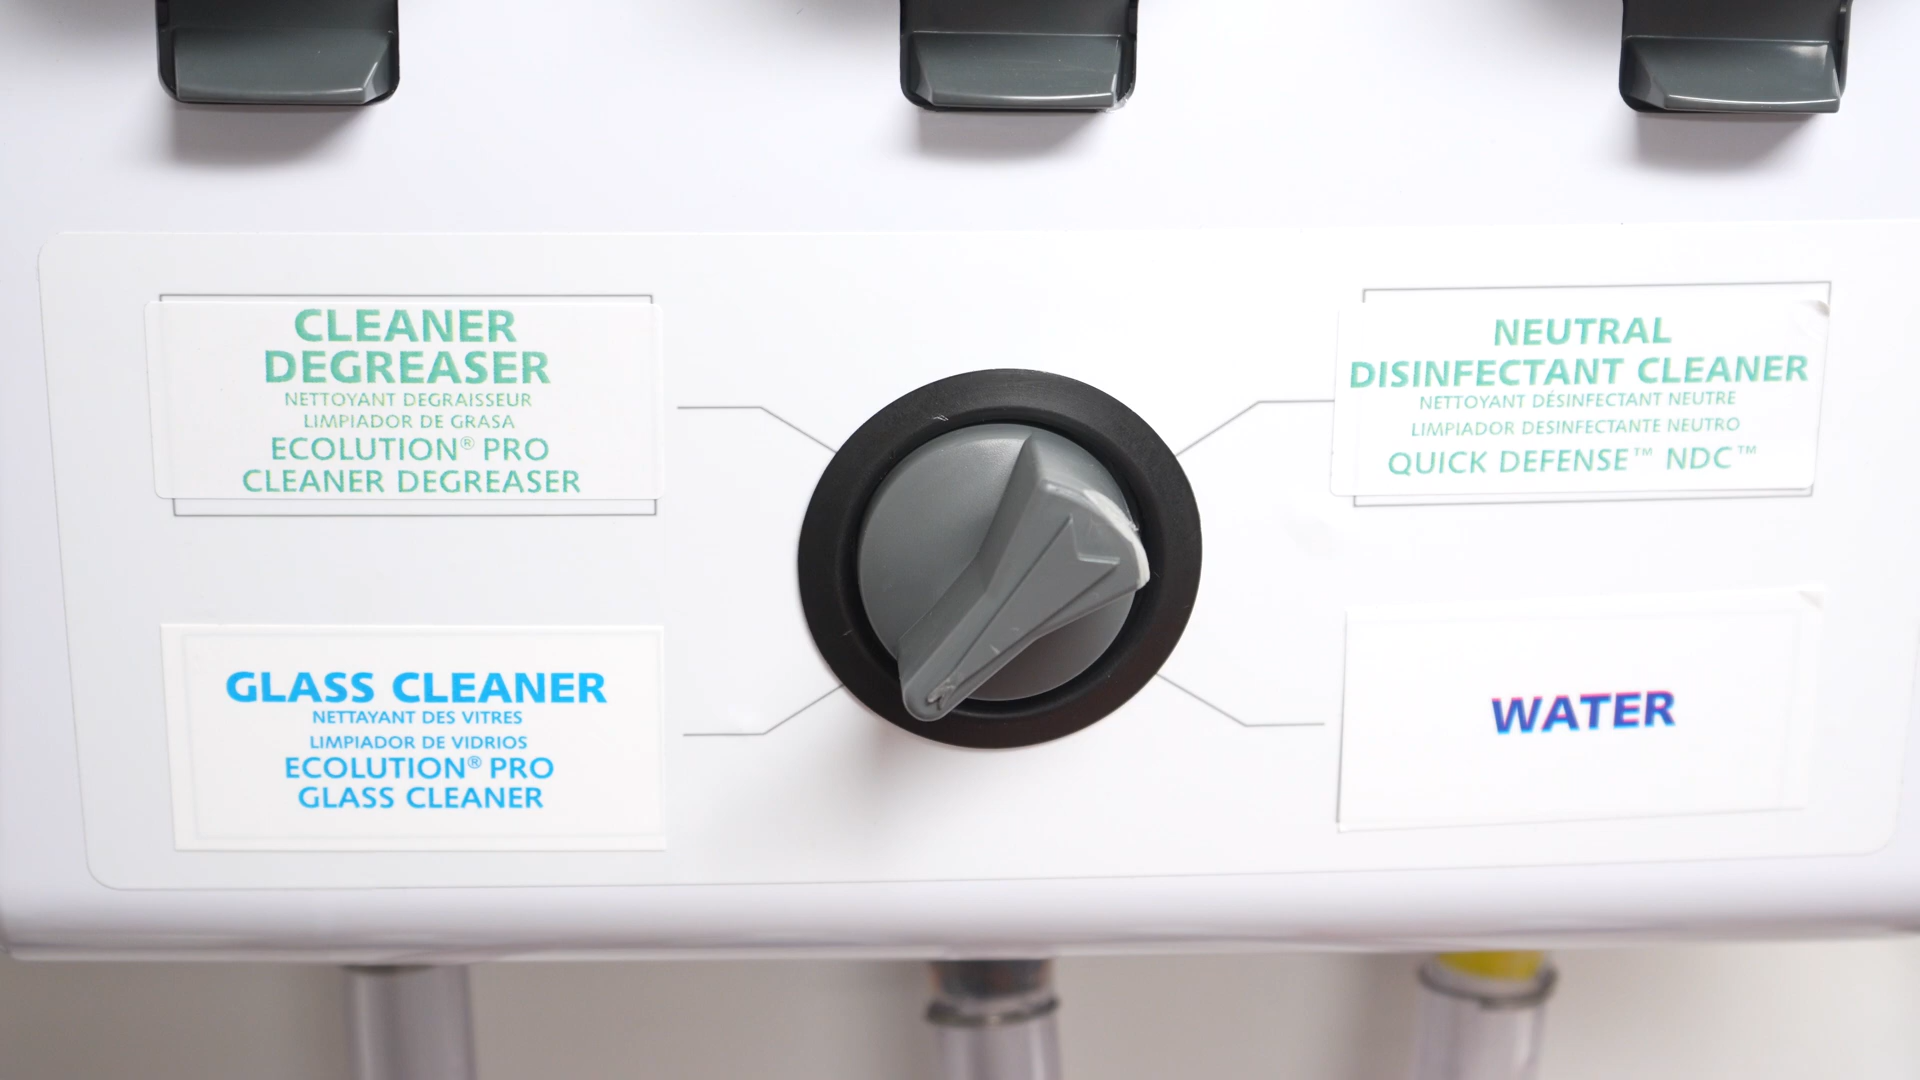 CLEANER
DEGREASER
NETTOYANT DEGRAISSEUR
LIMPIADOR DE GRASA
ECOLUTION® PRO
CLEANER DEGREASER
NEUTRAL
DISINFECTANT CLEANER
NETTOYANT DÉSINFECTANT NEUTRE
LIMPIADOR DESINFECTANTE NEUTRO
QUICK DEFENSE™ NDC™
GLASS CLEANER
NETTAYANT DES VITRES
LIMPIADOR DE VIDRIOS
ECOLUTION® PRO
GLASS CLEANER
WATER